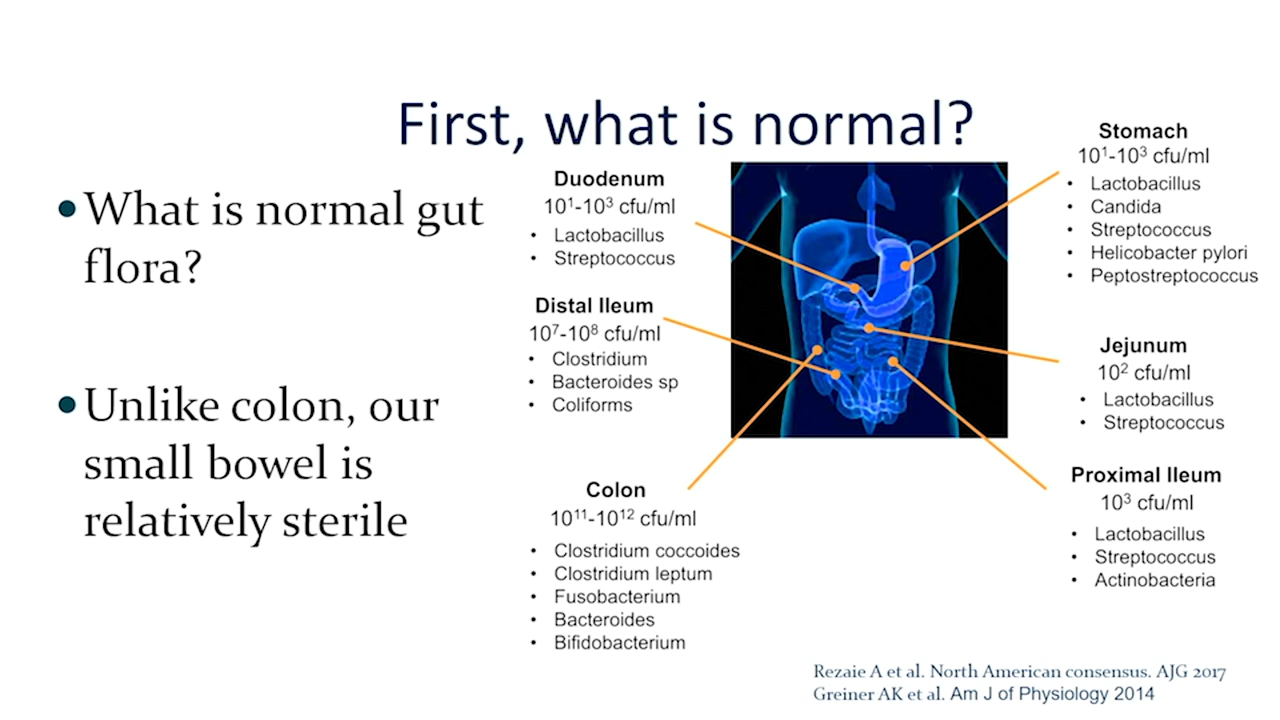 First, what is normal?
•What is normal gut
flora?
•Unlike colon, our
small bowel is
relatively sterile
Duodenum
10¹-10³ cfu/ml
• Lactobacillus
• Streptococcus
Distal Ileum
10⁷-10⁸ cfu/ml
• Clostridium
• Bacteroides sp
• Coliforms
Colon
10¹¹-10¹² cfu/ml
• Clostridium coccoides
• Clostridium leptum
• Fusobacterium
• Bacteroides
• Bifidobacterium
Stomach
10¹-10³ cfu/ml
• Lactobacillus
• Candida
• Streptococcus
• Helicobacter pylori
• Peptostreptococcus
Jejunum
10² cfu/ml
• Lactobacillus
• Streptococcus
Proximal Ileum
10³ cfu/ml
• Lactobacillus
• Streptococcus
• Actinobacteria
Rezaie A et al. North American consensus. AJG 2017
Greiner AK et al. Am J of Physiology 2014